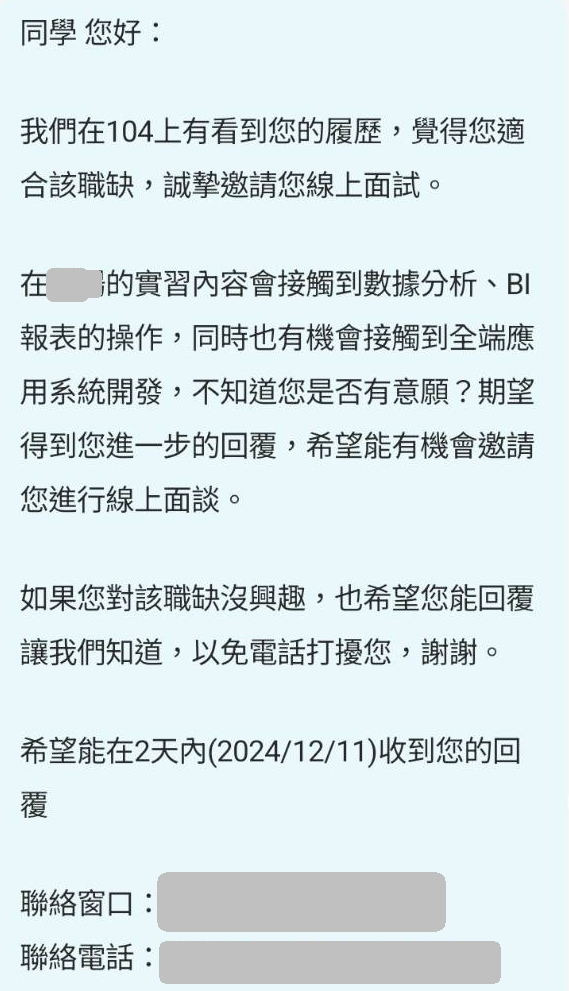 同學 您好：
我們在104上有看到您的履歷，覺得您適
合該職缺，誠摯邀請您線上面試。
在的實習內容會接觸到數據分析、BI
報表的操作，同時也有機會接觸到全端應
用系統開發，不知道您是否有意願？期望
得到您進一步的回覆，希望能有機會邀請
您進行線上面談。
如果您對該職缺沒興趣，也希望您能回覆
讓我們知道，以免電話打擾您，謝謝。
希望能在2天內(2024/12/11)收到您的回
覆
聯絡窗口：
聯絡電話：